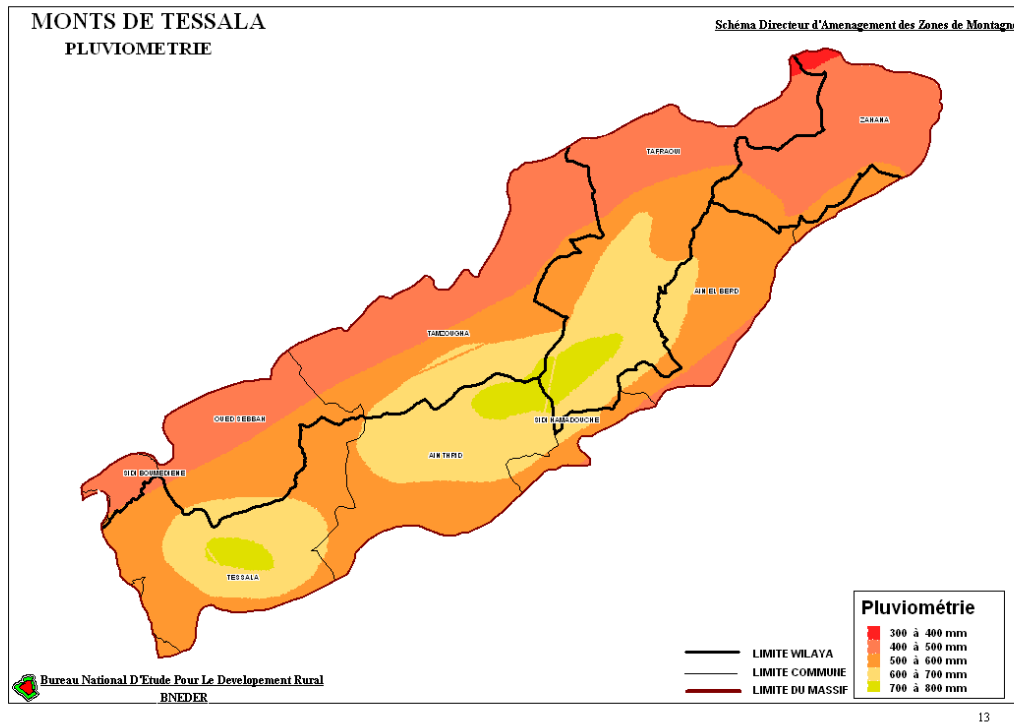 MONTS DE TESSALA
PLUVIOMETRIE
Schéma Directeur d'Amenagement des Zones de Montagne
ZAHANA
TAFRAOUI
AIN EL BERD
TAMZOUGHA
OUED SEBBAH
SIDI HAMADOUCHE
AIN THRID
SIDI BOUMEDIENE
TESSALA
Pluviométrie
300 à 400 mm
400 à 500 mm
500 à 600 mm
600 à 700 mm
700 à 800 mm
LIMITE WILAYA
LIMITE COMMUNE
LIMITE DU MASSIF
Bureau National D'Etude Pour Le Developement Rural
BNEDER
13